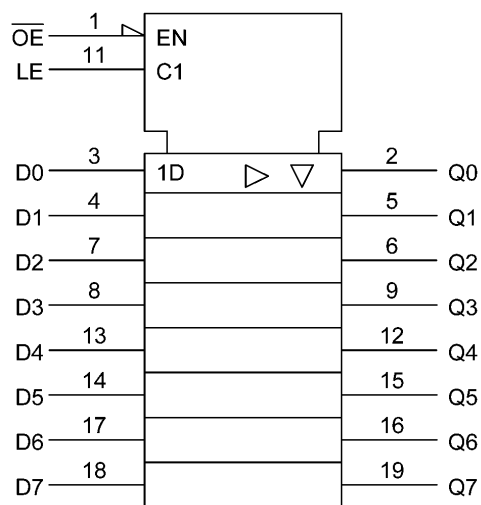 OE 1 EN
LE 11 C1
D0 3 1D 2 Q0
D1 4 5 Q1
D2 7 6 Q2
D3 8 9 Q3
D4 13 12 Q4
D5 14 15 Q5
D6 17 16 Q6
D7 18 19 Q7